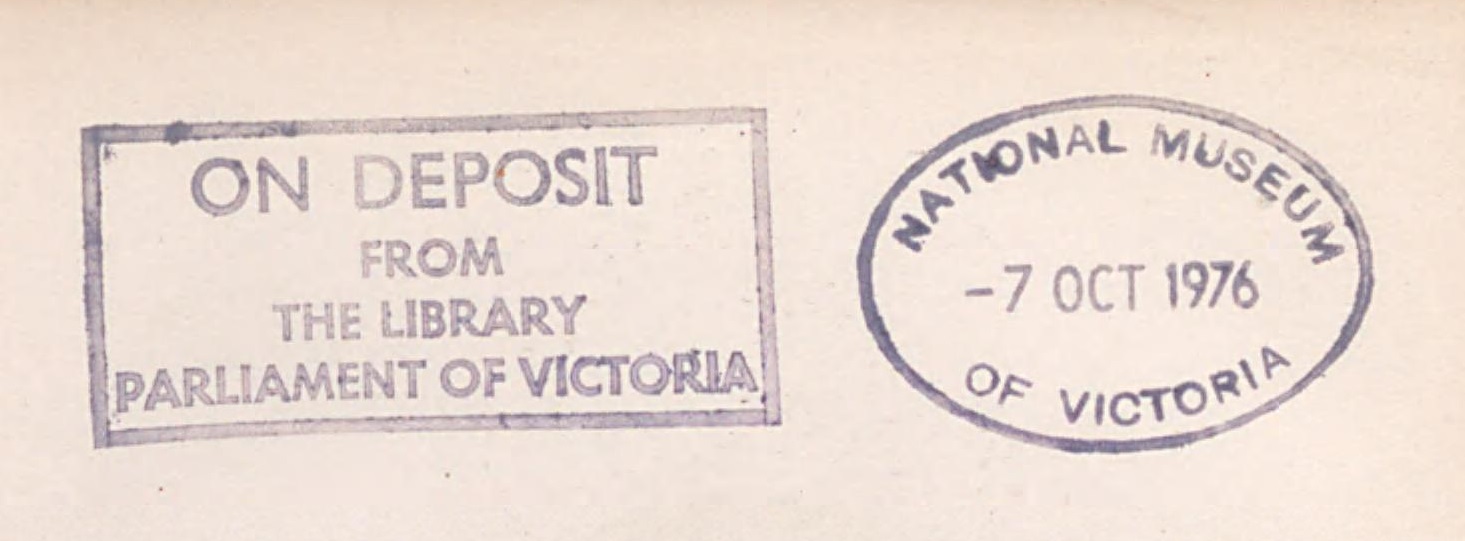 ON DEPOSIT
FROM
THE LIBRARY
PARLIAMENT OF VICTORIA
NATIONAL MUSEUM
-7 OCT 1976
OF VICTORIA